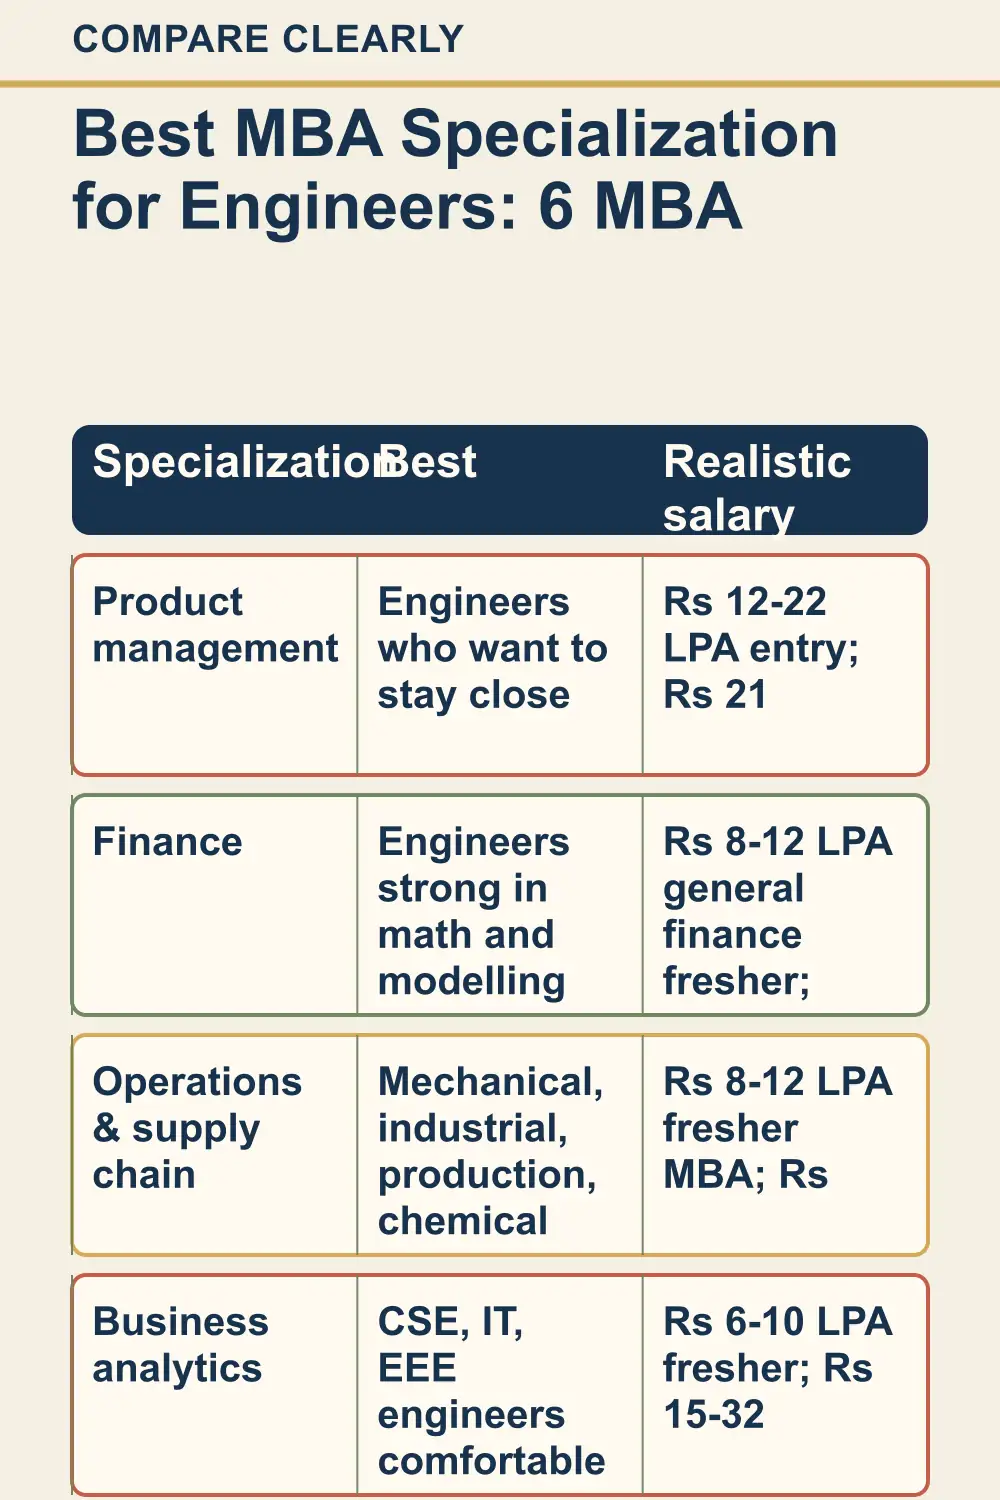 COMPARE CLEARLY
Best MBA Specialization
for Engineers: 6 MBA
Specialization Best Realistic
salary
Product
management
Engineers
who want to
stay close
Rs 12-22
LPA entry;
Rs 21
Finance
Engineers
strong in
math and
modelling
Rs 8-12 LPA
general
finance
fresher;
Operations
& supply
chain
Mechanical,
industrial,
production,
chemical
Rs 8-12 LPA
fresher
MBA; Rs
Business
analytics
CSE, IT,
EEE
engineers
comfortable
Rs 6-10 LPA
fresher; Rs
15-32